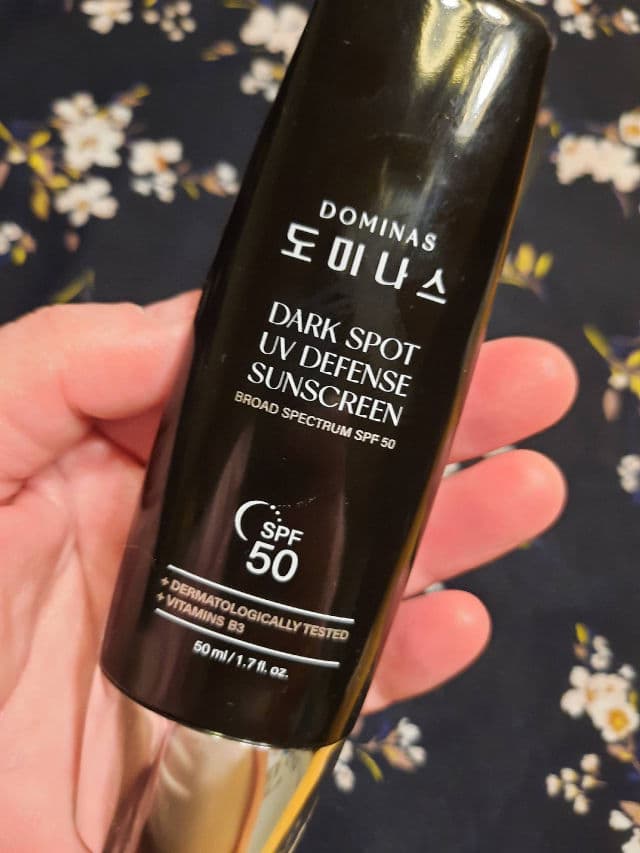 DOMINAS
도미나스
DARK SPOT
UV DEFENSE
SUNSCREEN
BROAD SPECTRUM SPF 50
SPF
50
+ DERMATOLOGICALLY TESTED
+ VITAMINS B3
50 ml / 1.7 fl. oz.